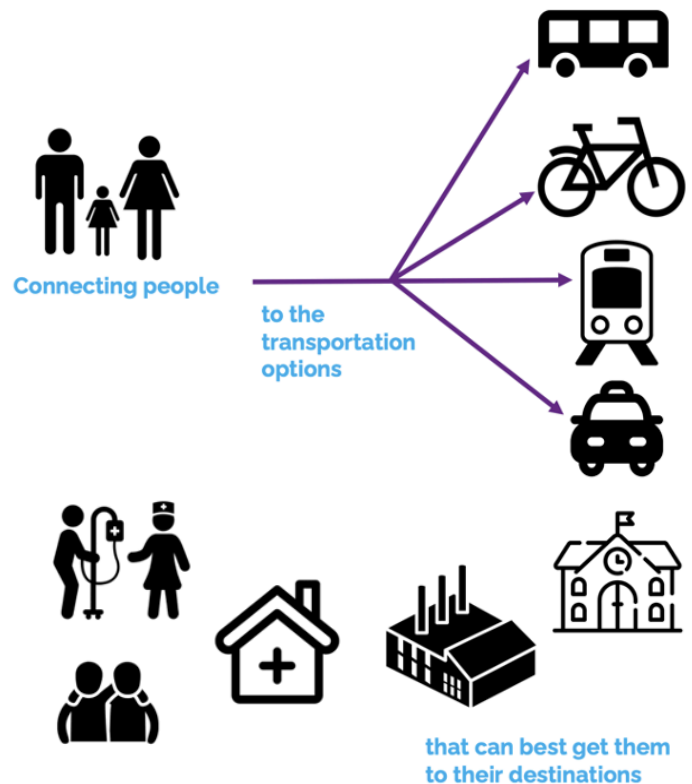 Connecting people
to the
transportation
options
that can best get them
to their destinations